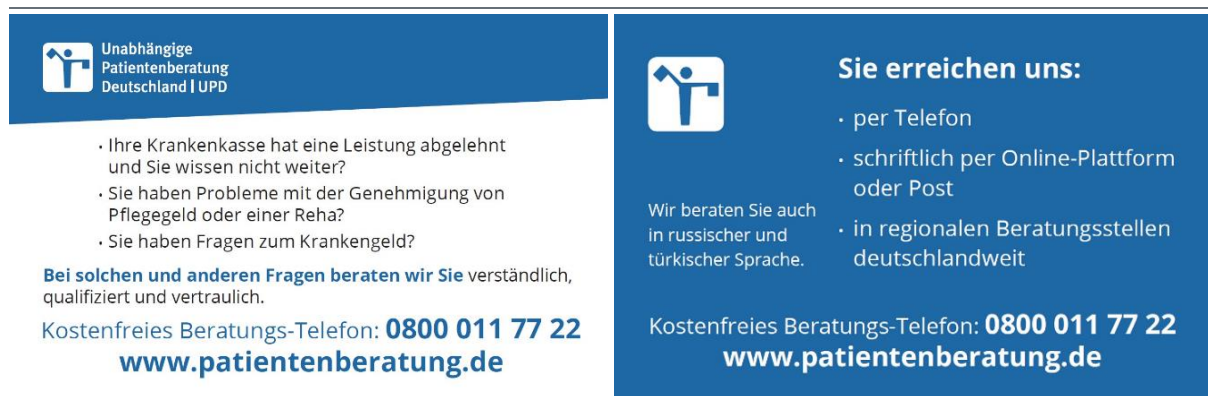 Unabhängige
Patientenberatung
Deutschland | UPD
· Ihre Krankenkasse hat eine Leistung abgelehnt
und Sie wissen nicht weiter?
· Sie haben Probleme mit der Genehmigung von
Pflegegeld oder einer Reha?
· Sie haben Fragen zum Krankengeld?
Bei solchen und anderen Fragen beraten wir Sie verständlich,
qualifiziert und vertraulich.
Kostenfreies Beratungs-Telefon: 0800 011 77 22
www.patientenberatung.de
Sie erreichen uns:
· per Telefon
· schriftlich per Online-Plattform
oder Post
· in regionalen Beratungsstellen
deutschlandweit
Wir beraten Sie auch
in russischer und
türkischer Sprache.
Kostenfreies Beratungs-Telefon: 0800 011 77 22
www.patientenberatung.de